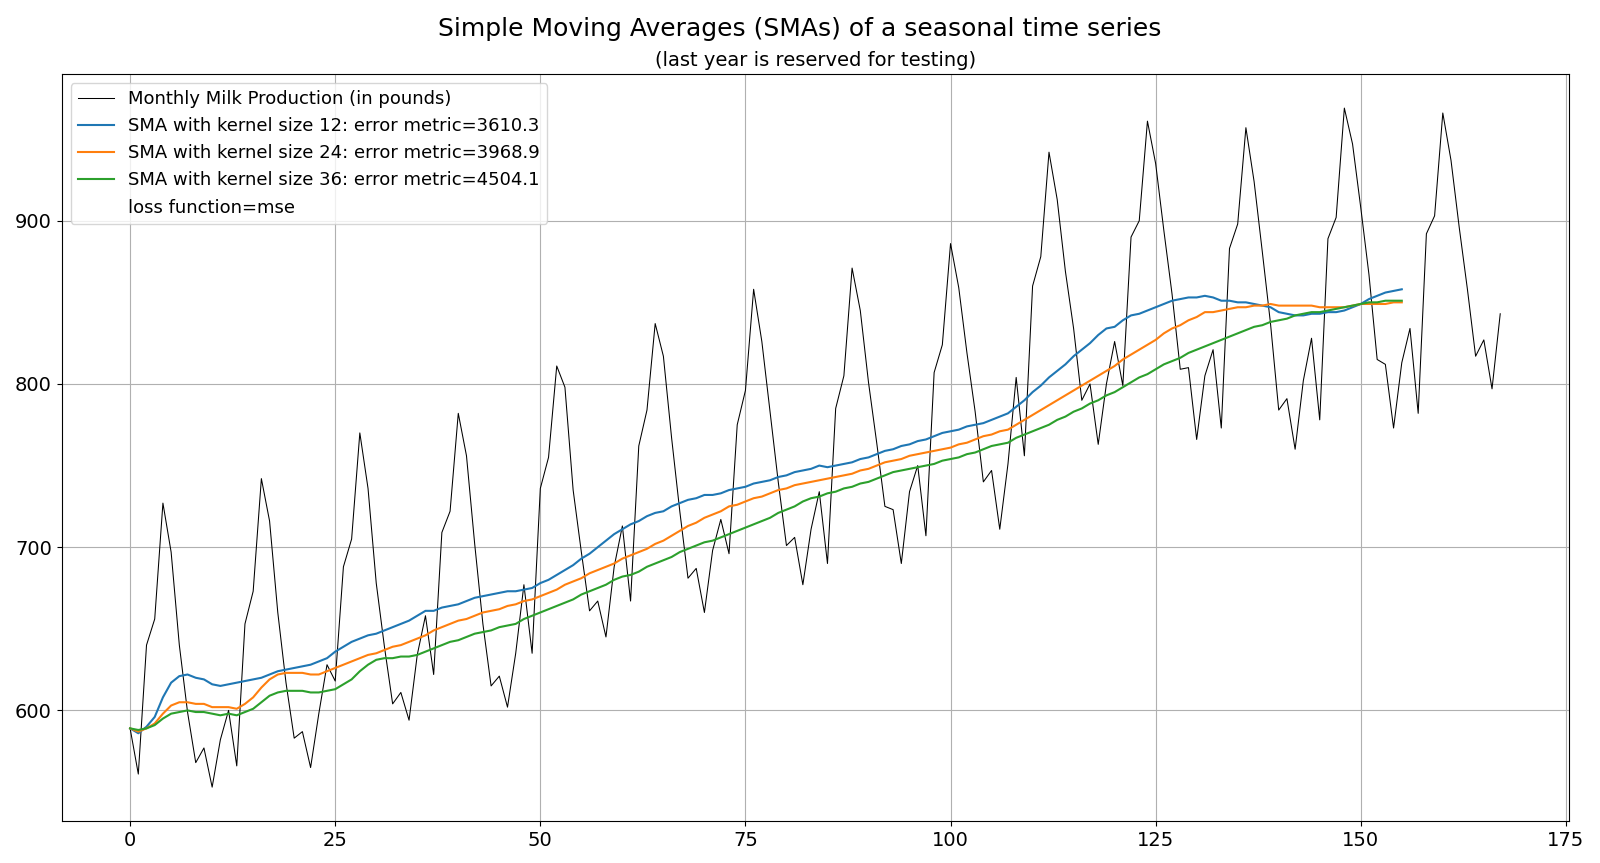 Simple Moving Averages (SMAs) of a seasonal time series
(last year is reserved for testing)
Monthly Milk Production (in pounds)
SMA with kernel size 12: error metric=3610.3
SMA with kernel size 24: error metric=3968.9
SMA with kernel size 36: error metric=4504.1
loss function=mse
900
800
700
600
0 25 50 75 100 125 150 175